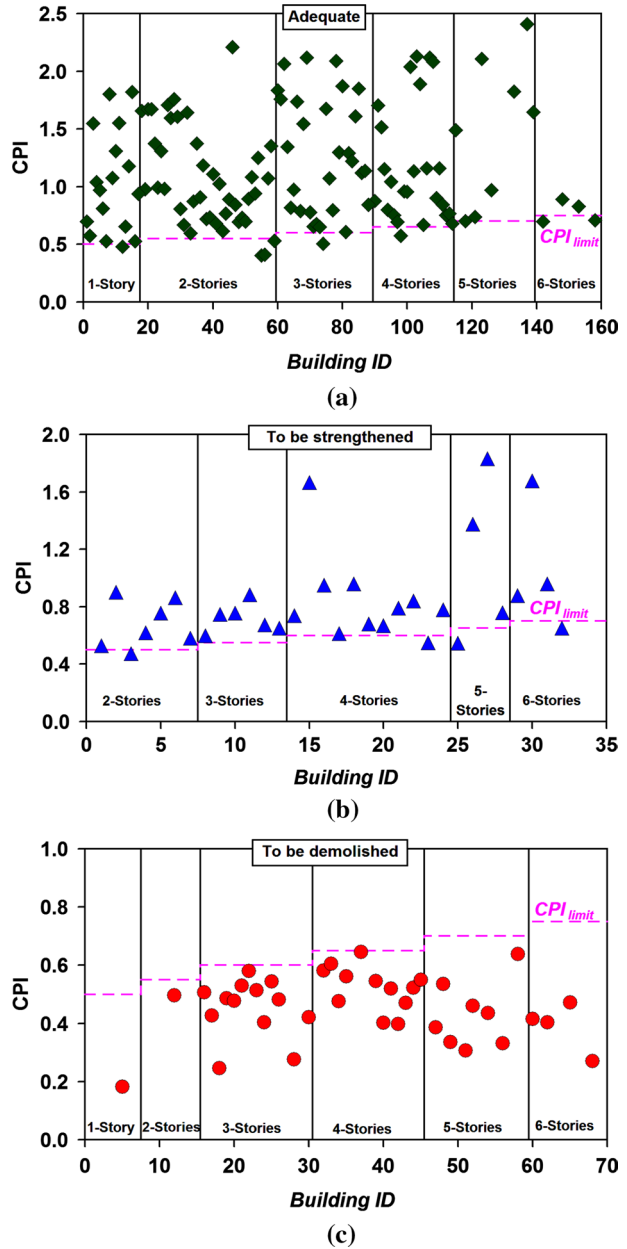 Adequate
2.5
2.0
1.5
1.0
0.5
0.0
CPI
CPI limit
1-Story
2-Stories
3-Stories
4-Stories
5-Stories
6-Stories
0 20 40 60 80 100 120 140 160
Building ID
(a)
To be strengthened
2.0
1.6
1.2
0.8
0.4
0.0
CPI
CPI limit
2-Stories
3-Stories
4-Stories
5-
Stories
6-Stories
0 5 10 15 20 25 30 35
Building ID
(b)
To be demolished
1.0
0.8
0.6
0.4
0.2
0.0
CPI
CPI limit
1-Story
2-Stories
3-Stories
4-Stories
5-Stories
6-Stories
0 10 20 30 40 50 60 70
Building ID
(c)